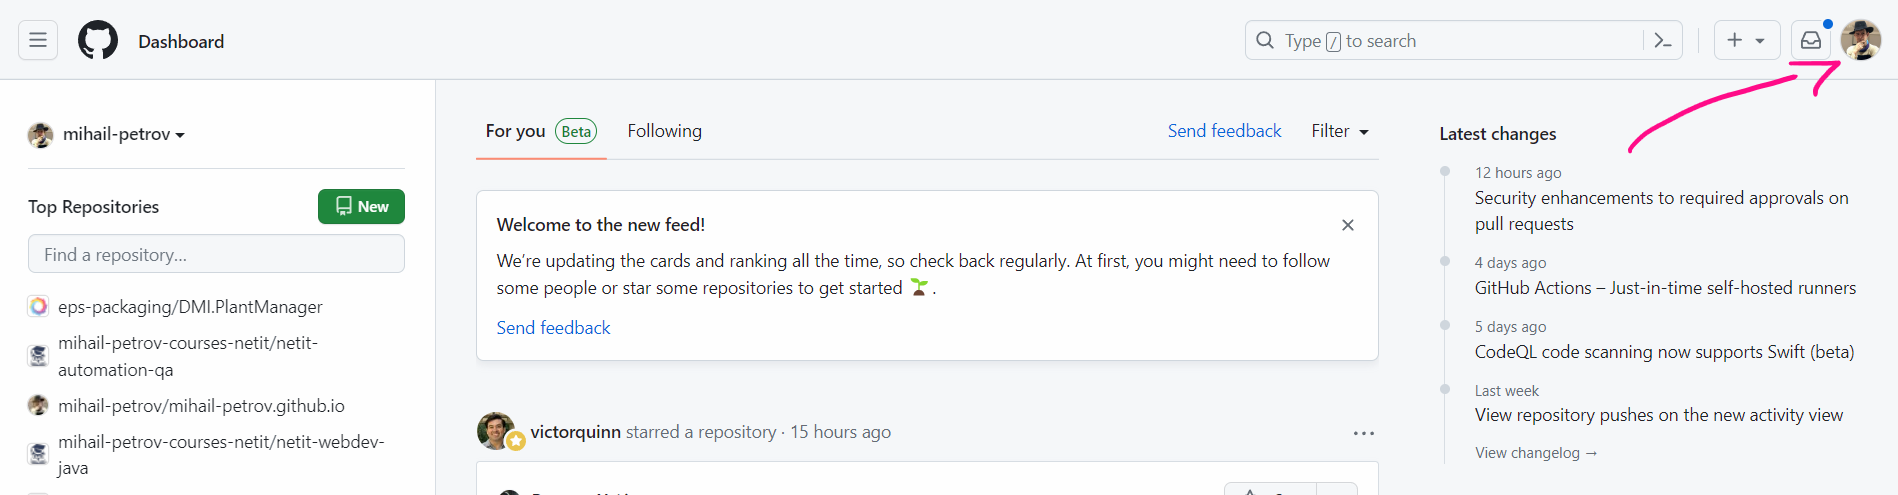 Dashboard
Type / to search
mihail-petrov
Top Repositories
New
Find a repository...
eps-packaging/DMI.PlantManager
mihail-petrov-courses-netit/netit-
automation-qa
mihail-petrov/mihail-petrov.github.io
mihail-petrov-courses-netit/netit-webdev-
java
For you Beta
Following
Send feedback
Filter
Welcome to the new feed!
We’re updating the cards and ranking all the time, so check back regularly. At first, you might need to follow
some people or star some repositories to get started 🌱 .
Send feedback
victorquinn starred a repository · 15 hours ago
Latest changes
12 hours ago
Security enhancements to required approvals on
pull requests
4 days ago
GitHub Actions – Just-in-time self-hosted runners
5 days ago
CodeQL code scanning now supports Swift (beta)
Last week
View repository pushes on the new activity view
View changelog →